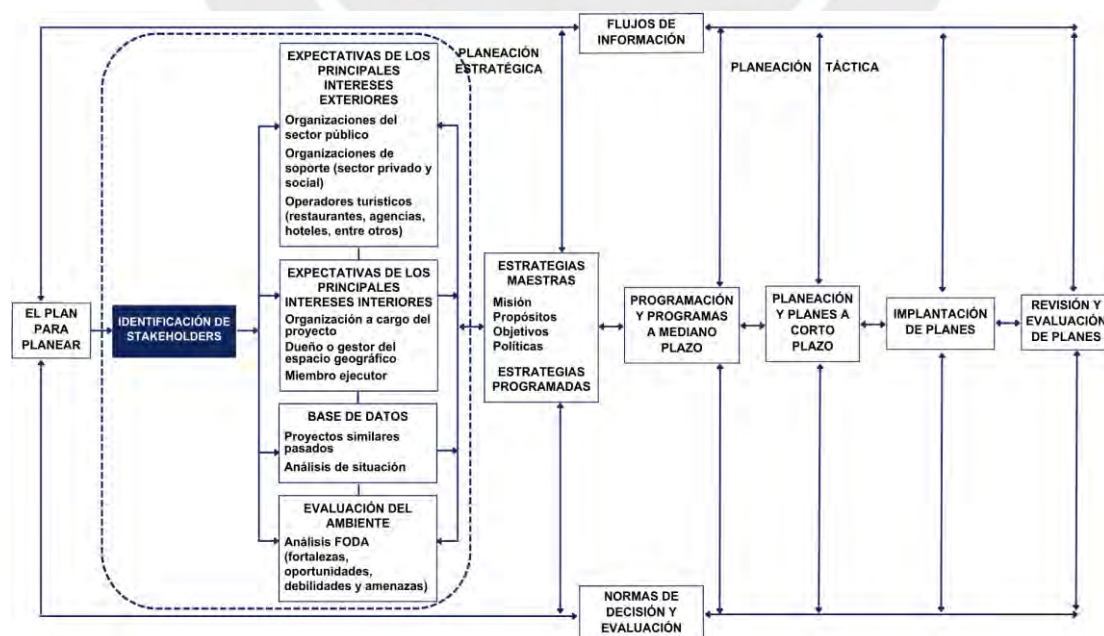 FLUJOS DE
INFORMACIÓN
EXPECTATIVAS DE LOS
PRINCIPALES
INTERESES
EXTERIORES
Organizaciones del
sector público
Organizaciones de
soporte (sector privado y
social)
Operadores turísticos
(restaurantes, agencias,
hoteles, entre otros)
PLANEACIÓN
ESTRATÉGICA
PLANEACIÓN
TÁCTICA
EL PLAN
PARA
PLANEAR
IDENTIFICACIÓN DE
STAKEHOLDERS
EXPECTATIVAS DE LOS
PRINCIPALES
INTERESES INTERIORES
Organización a cargo del
proyecto
Dueño o gestor del
espacio geográfico
Miembro ejecutor
BASE DE DATOS
Proyectos similares
pasados
Análisis de situación
EVALUACIÓN DEL
AMBIENTE
Análisis FODA
(fortalezas,
oportunidades,
debilidades y amenazas)
ESTRATEGIAS
MAESTRAS
Misión
Propósitos
Objetivos
Políticas
ESTRATEGIAS
PROGRAMADAS
PROGRAMACIÓN
Y PROGRAMAS
A MEDIANO
PLAZO
PLANEACIÓN
Y PLANES A
CORTO
PLAZO
IMPLANTACIÓN
DE PLANES
REVISIÓN Y
EVALUACIÓN
DE PLANES
NORMAS DE
DECISIÓN Y
EVALUACIÓN